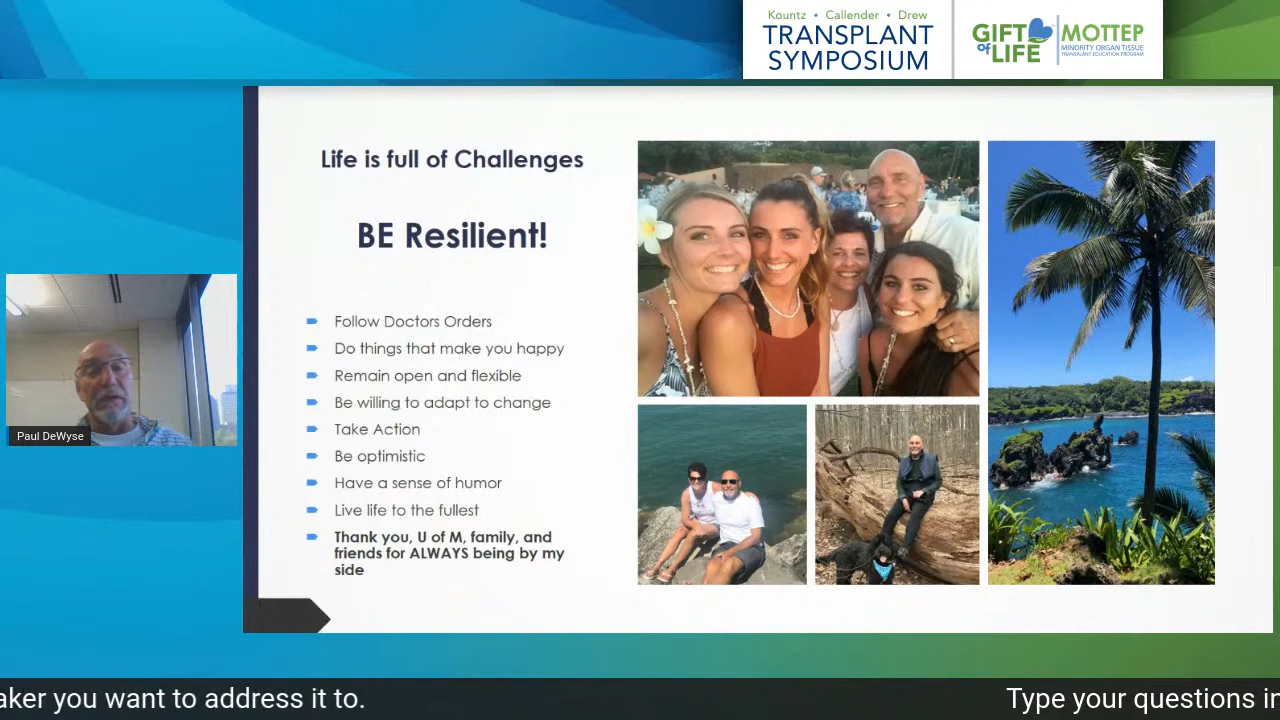 Kountz • Callender • Drew
TRANSPLANT
SYMPOSIUM
GIFT
of LIFE
MOTTEP
MINORITY ORGAN TISSUE
TRANSPLANT EDUCATION PROGRAM
Life is full of Challenges
BE Resilient!
Follow Doctors Orders
Do things that make you happy
Remain open and flexible
Be willing to adapt to change
Take Action
Be optimistic
Have a sense of humor
Live life to the fullest
Thank you, U of M, family, and
friends for ALWAYS being by my
side
Paul DeWyse
aker you want to address it to.
Type your questions in